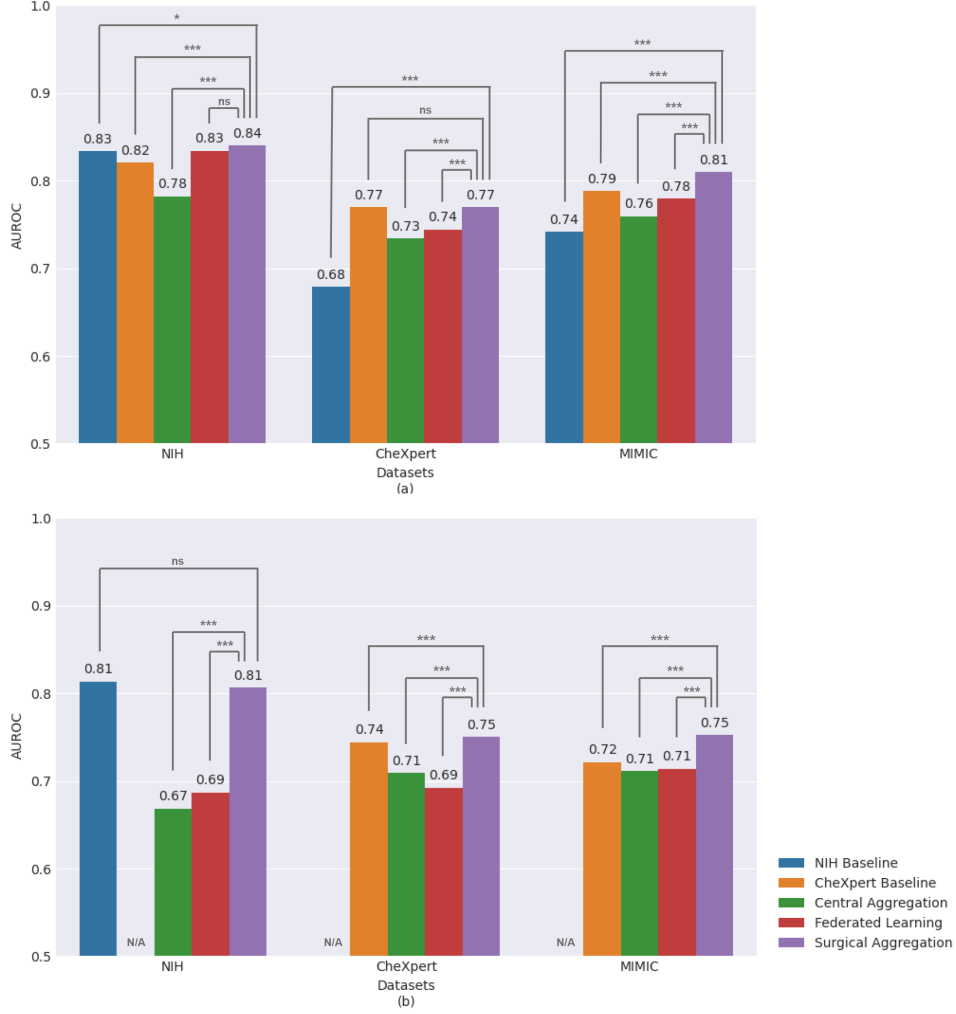 1.0
*
***
***
***
***
***
0.9
***
ns
***
ns
***
0.83
0.82
0.78
0.83
0.84
***
***
0.8
0.68
0.77
0.73
0.74
0.77
0.74
0.79
0.76
0.78
0.81
AUROC
0.7
0.6
0.5
NIH
CheXpert
MIMIC
Datasets
(a)
1.0
ns
0.9
***
***
***
***
***
***
***
***
0.81
0.67
0.69
0.81
0.8
0.74
0.71
0.69
0.75
0.72
0.71
0.71
0.75
AUROC
0.7
0.6
N/A
N/A
N/A
0.5
NIH
CheXpert
MIMIC
Datasets
(b)
NIH Baseline
CheXpert Baseline
Central Aggregation
Federated Learning
Surgical Aggregation